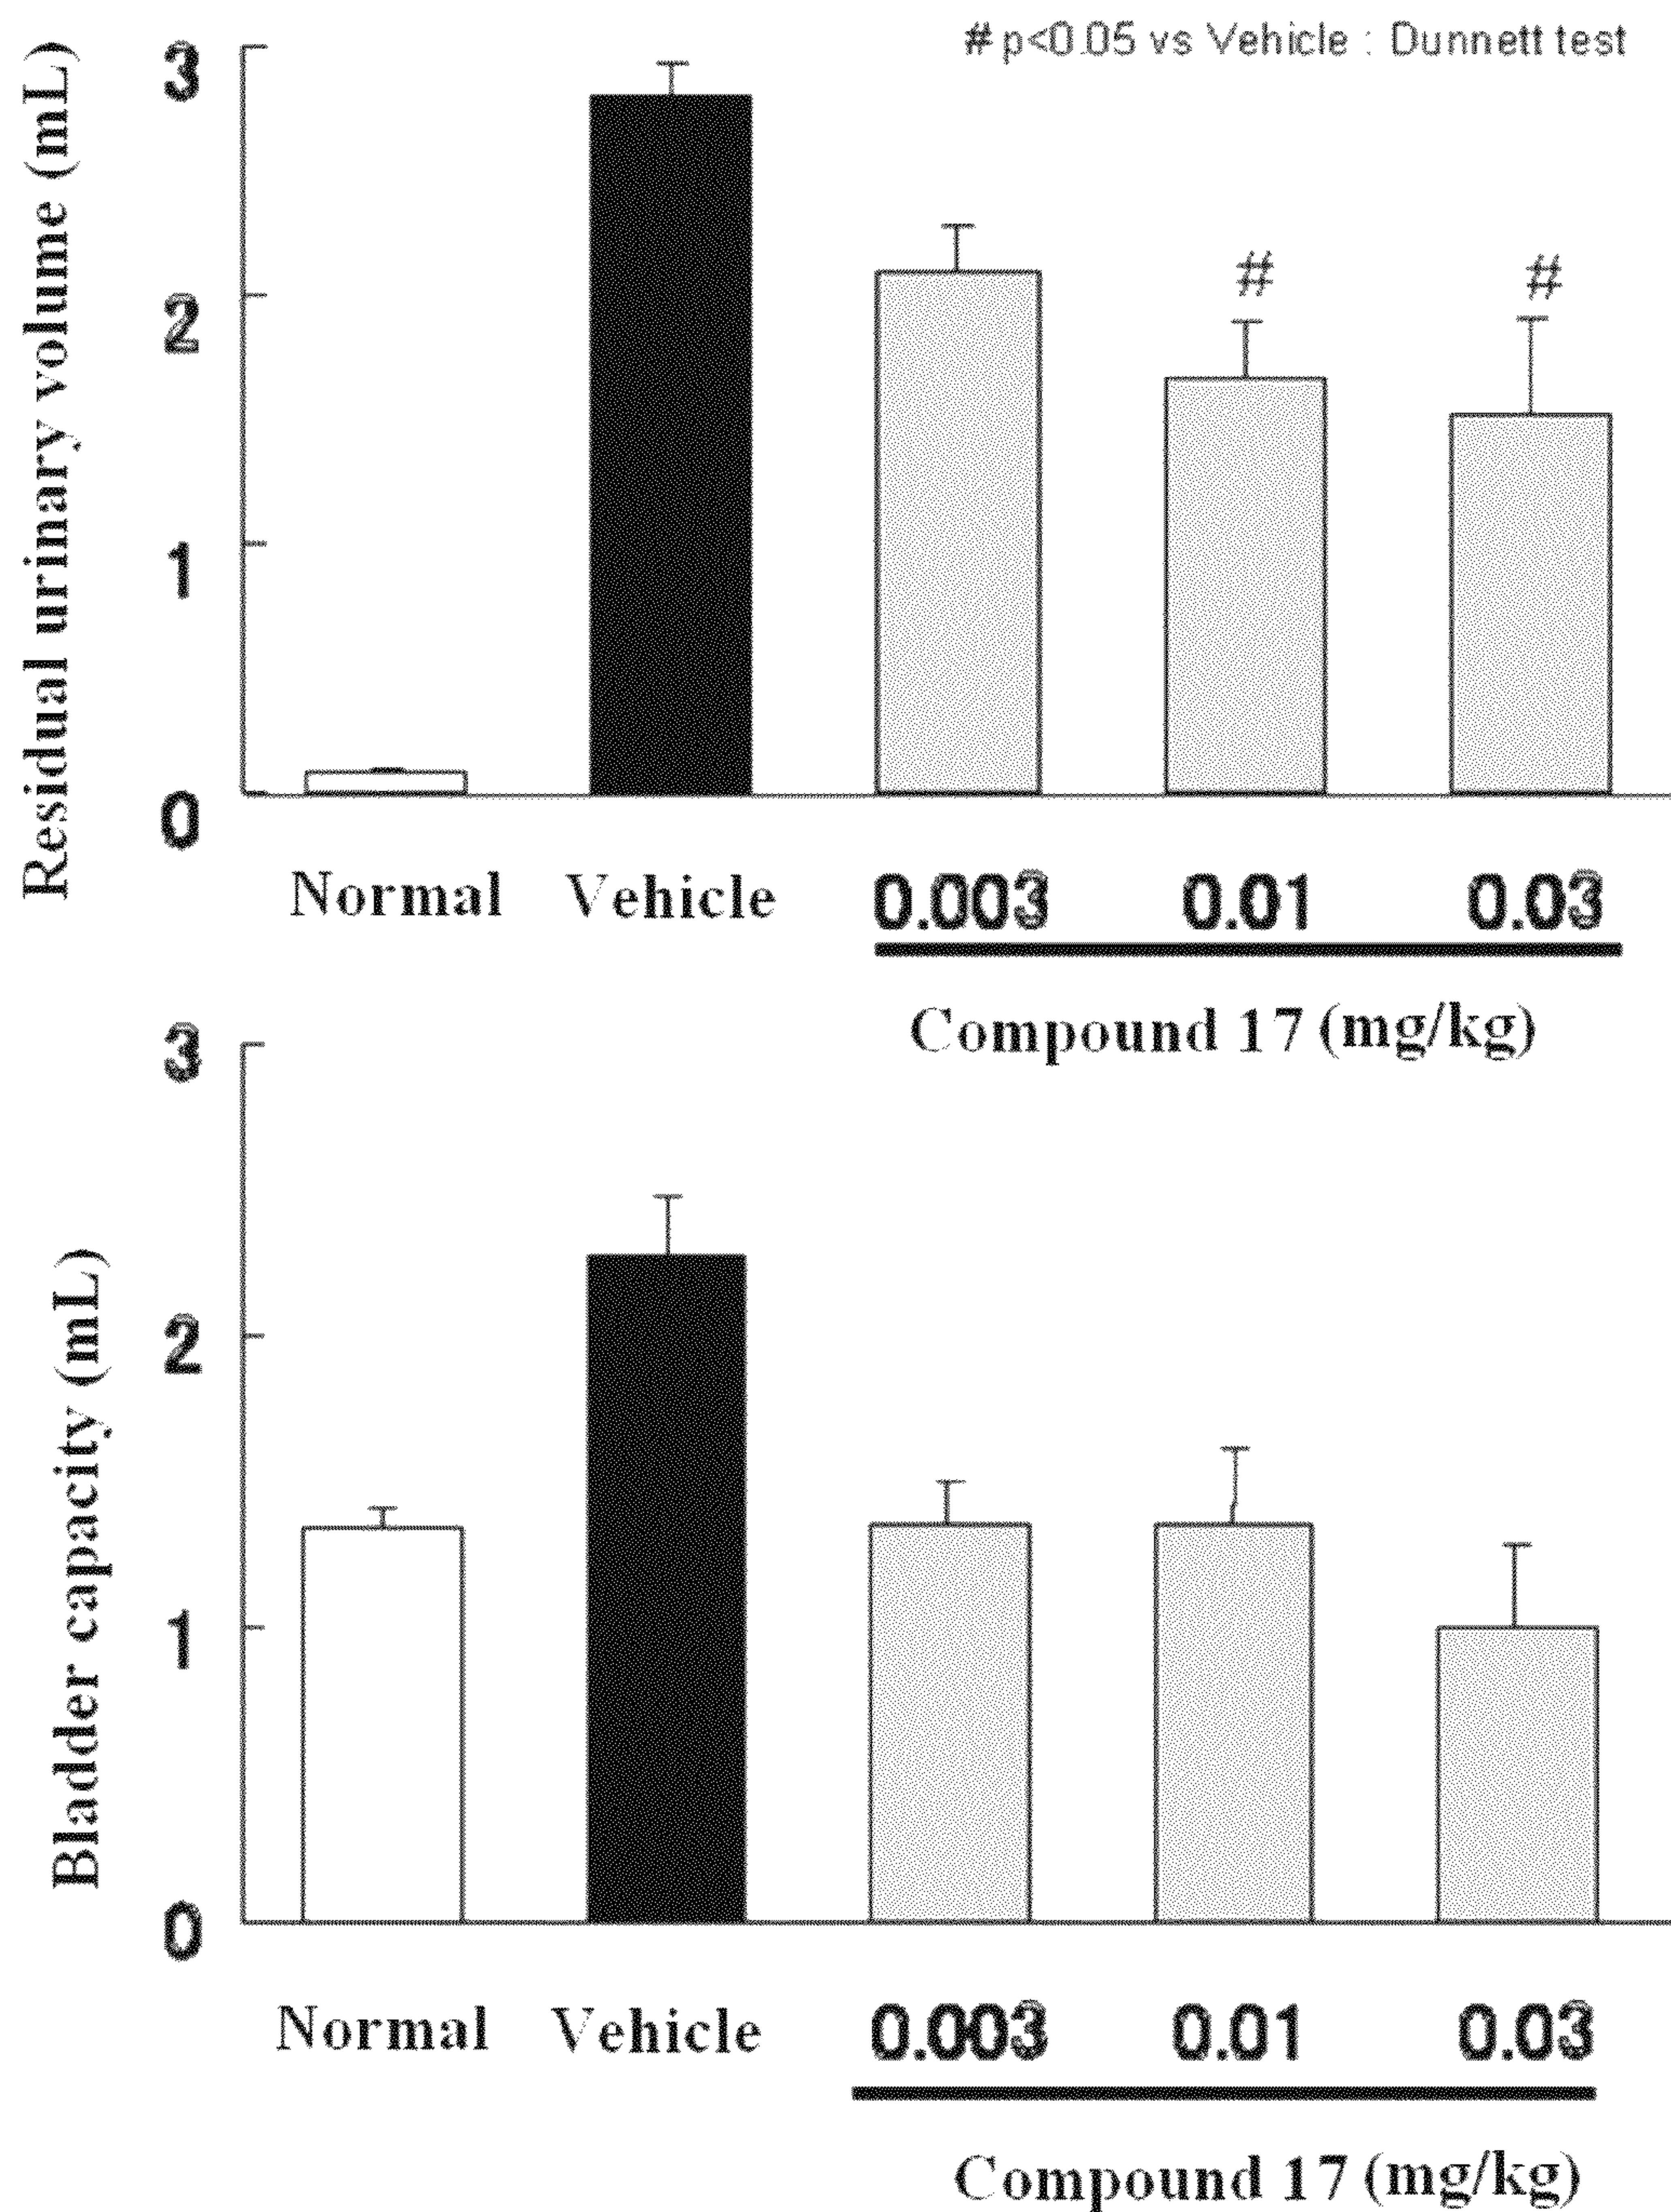 # p<0.05 vs Vehicle : Dunnett test
Residual urinary volume (mL)
3
2
1
0
# #
Normal Vehicle 0.003 0.01 0.03
Compound 17 (mg/kg)
Bladder capacity (mL)
3
2
1
0
Normal Vehicle 0.003 0.01 0.03
Compound 17 (mg/kg)